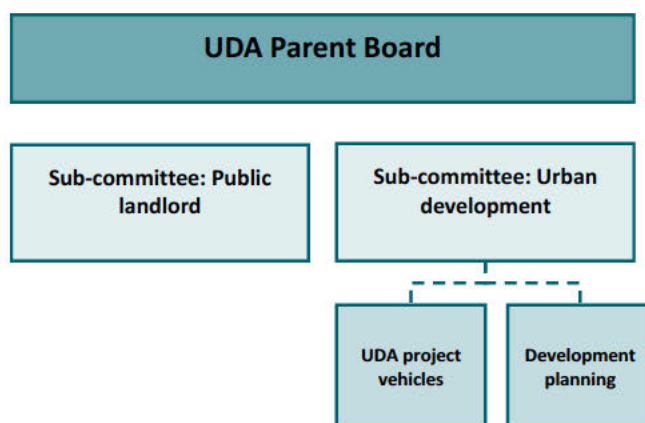 UDA Parent Board
Sub-committee: Public
landlord
Sub-committee: Urban
development
UDA project
vehicles
Development
planning